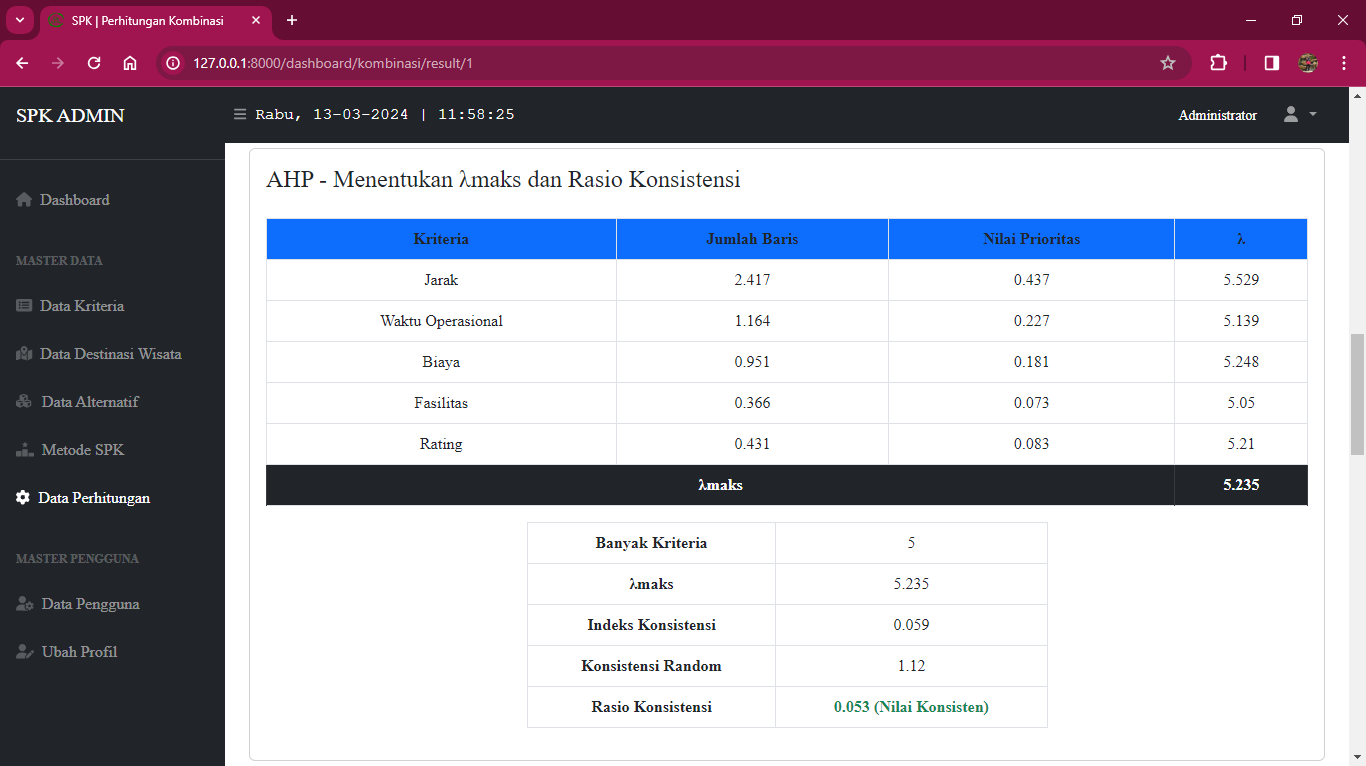 SPK | Perhitungan Kombinasi
127.0.0.1:8000/dashboard/kombinasi/result/1
SPK ADMIN
Rabu, 13-03-2024 | 11:58:25
Administrator
Dashboard
MASTER DATA
Data Kriteria
Data Destinasi Wisata
Data Alternatif
Metode SPK
Data Perhitungan
MASTER PENGGUNA
Data Pengguna
Ubah Profil
AHP - Menentukan λmaks dan Rasio Konsistensi
Kriteria Jumlah Baris Nilai Prioritas λ
Jarak 2.417 0.437 5.529
Waktu Operasional 1.164 0.227 5.139
Biaya 0.951 0.181 5.248
Fasilitas 0.366 0.073 5.05
Rating 0.431 0.083 5.21
λmaks 5.235
Banyak Kriteria 5
λmaks 5.235
Indeks Konsistensi 0.059
Konsistensi Random 1.12
Rasio Konsistensi 0.053 (Nilai Konsisten)